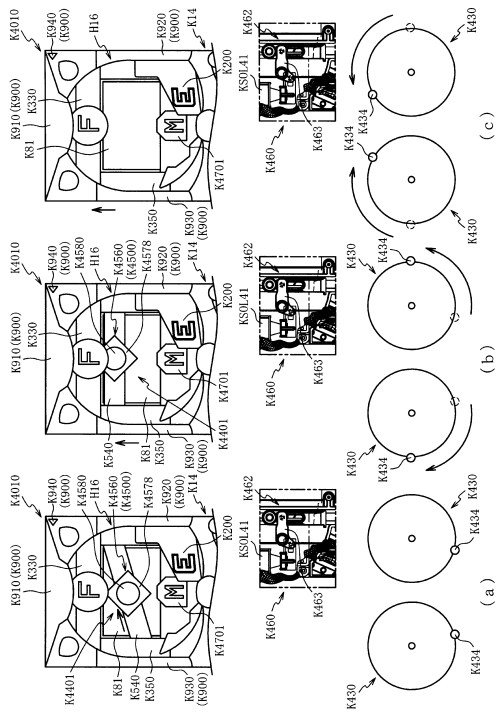 K4010
K940
(K900)
H16
K920
(K900)
K14
K910 (K900)
K330
K81
F
E
M
K200
K4701
K350
K930
(K900)
K462
KSOL41
K460
K463
K430
K434
K434
K430
(c)
K4010
K940
(K900)
K4580
H16
K4560
(K4500)
K4578
K920
(K900)
K14
K910 (K900)
K330
F
E
M
K200
K540
K81
K4401
K350
K930
(K900)
K4701
K462
KSOL41
K460
K463
K430
K434
K430
K434
(b)
K4010
K940
(K900)
K4580
H16
K4560
(K4500)
K4578
K920
(K900)
K14
K910 (K900)
K330
F
E
M
K200
K4401
K81
K540
K350
K930
(K900)
K4701
K462
KSOL41
K460
K463
K430
K434
K430
K434
(a)